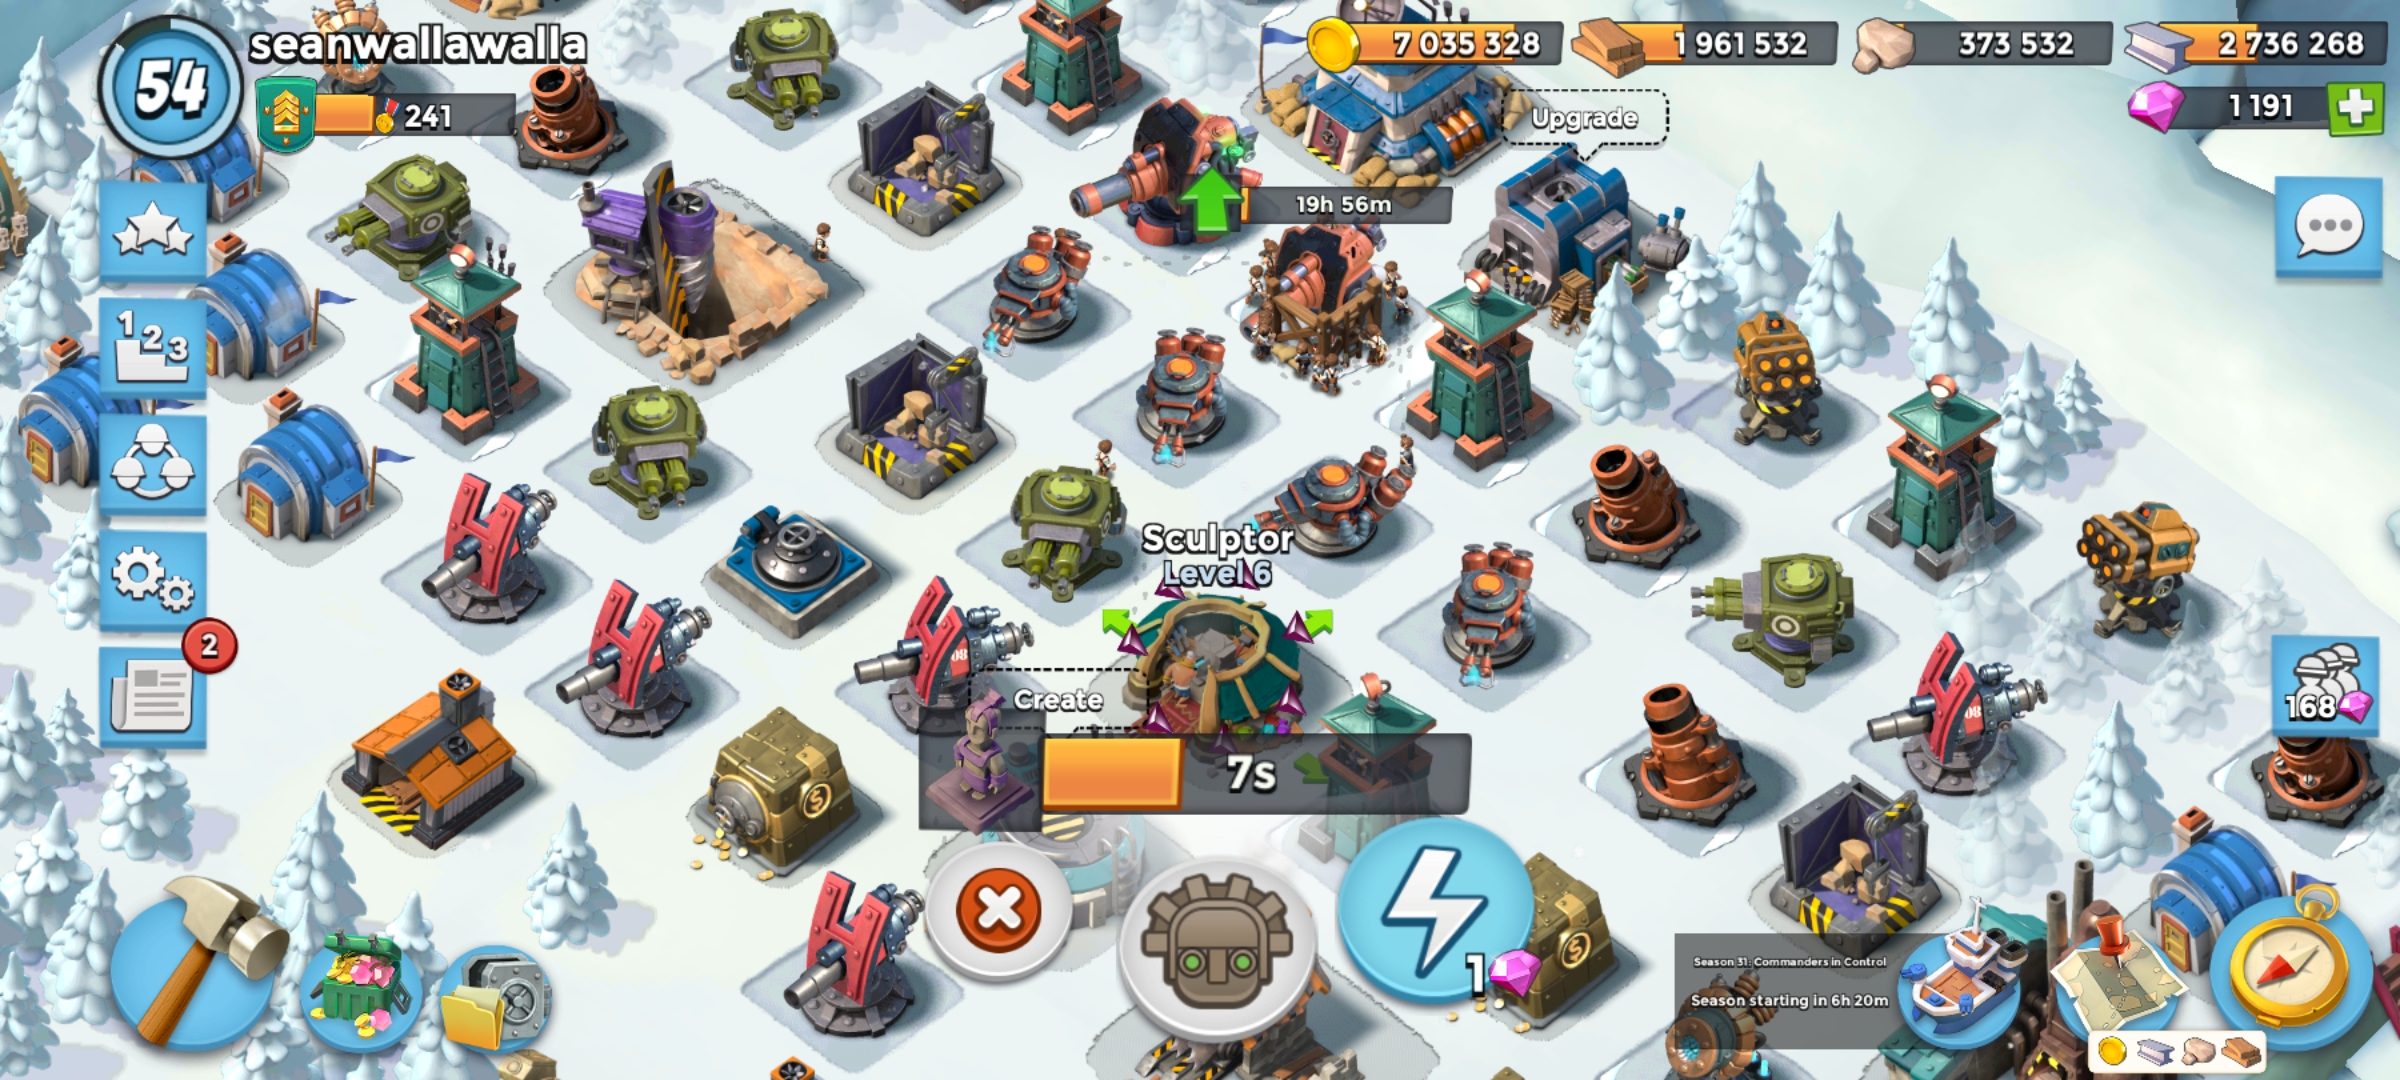 54
seanwallawalla
241
7 035 328
1 961 532
373 532
2 736 268
1 191
Upgrade
19h 56m
123
2
Sculptor
Level 6
Create
7s
168
1
Season 31: Commanders in Control
Season starting in 6h 20m